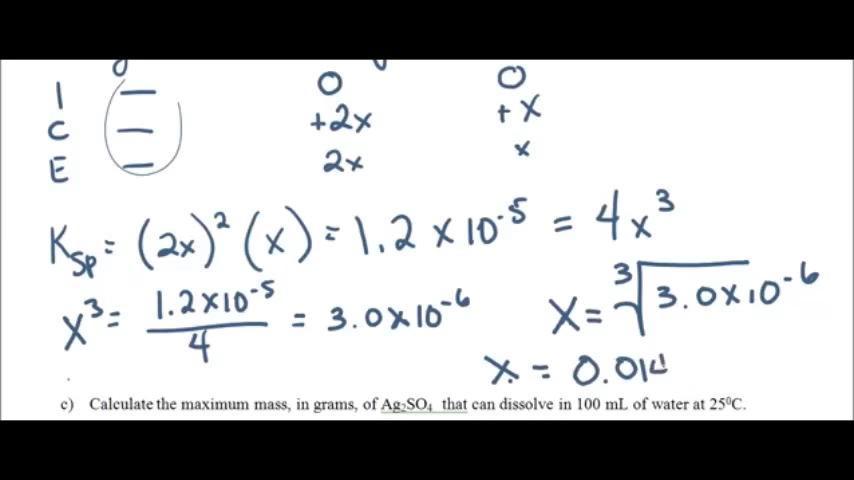 I — 0 0
C — +2x +x
E — 2x x
Ksp = (2x)² (x) = 1.2 x 10⁻⁵ = 4x³
x³ = 1.2x10⁻⁵ / 4 = 3.0x10⁻⁶ x = ³√3.0x10⁻⁶
x = 0.014
c) Calculate the maximum mass, in grams, of Ag₂SO₄ that can dissolve in 100 mL of water at 25⁰C.